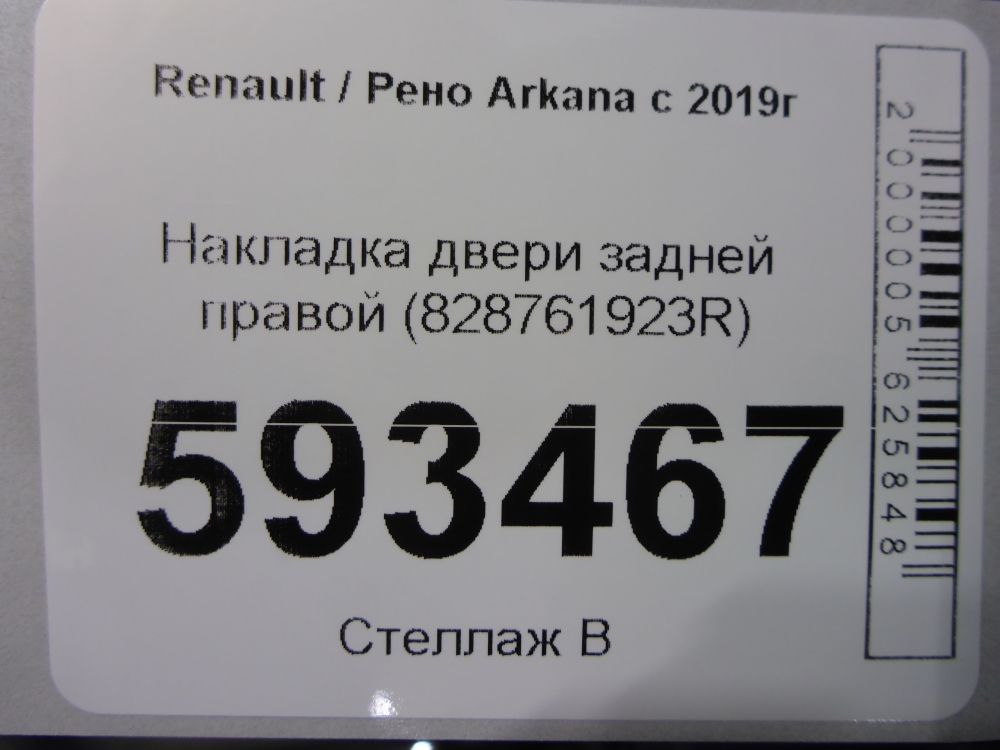 Renault / Рено Arkana с 2019г
Накладка двери задней
правой (828761923R)
593467
Стеллаж В
2000005625848